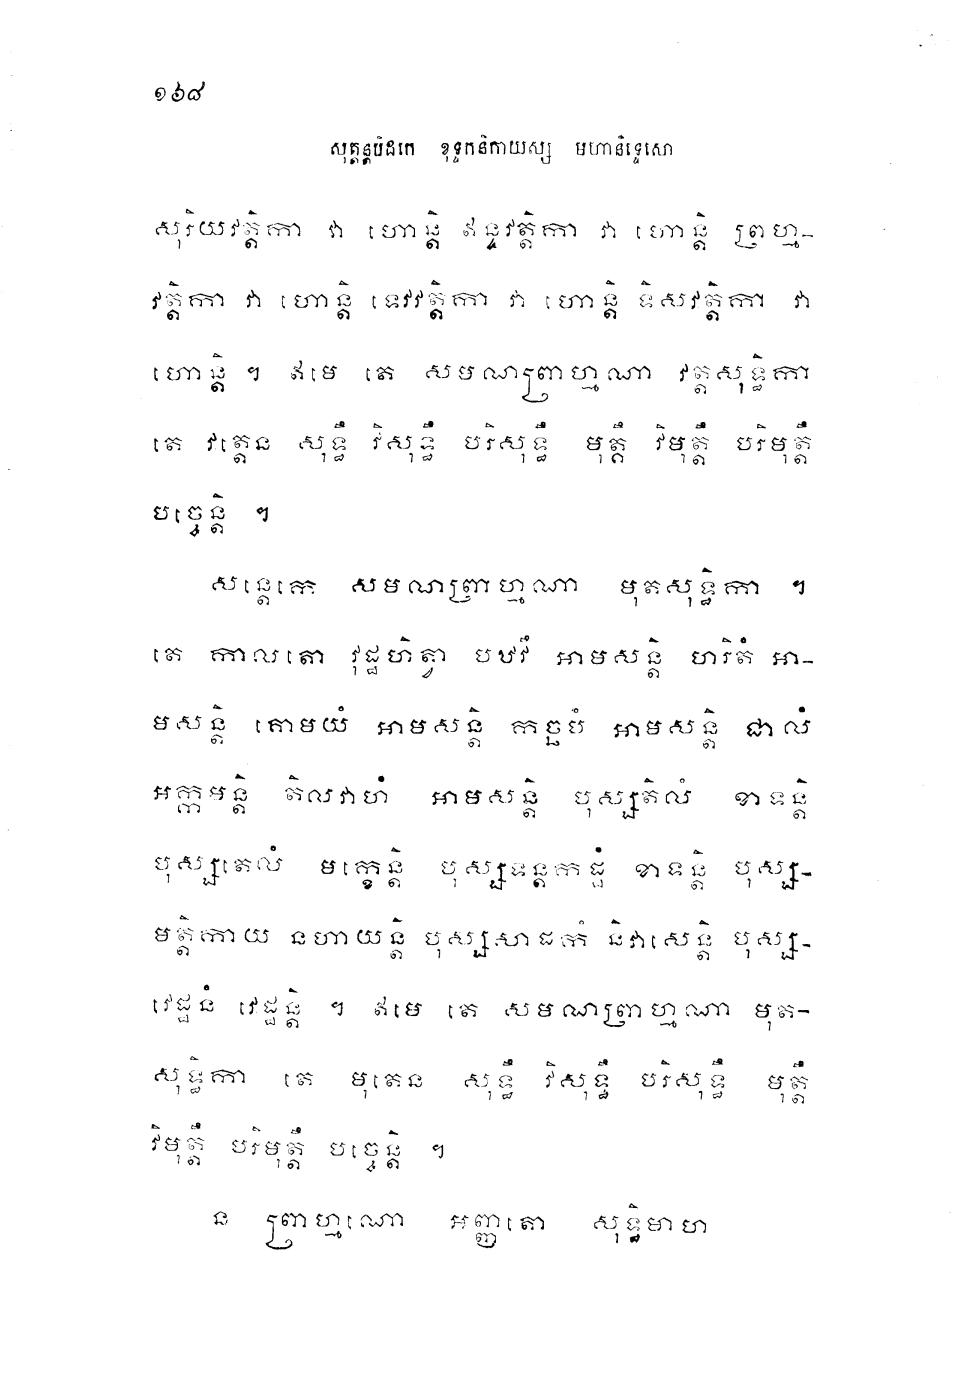 ១៦៨
សុត្តន្តបិដកេ ខុទ្ទកនិកាយស្ស មហានិទ្ទេសោ
សុរិយវត្តិកា វា ហោន្តិ ឥន្ទវត្តិកា វា ហោន្តិ ព្រហ្ម-
វត្តិកា វា ហោន្តិ ទេវវត្តិកា វា ហោន្តិ ទិសវត្តិកា វា
ហោន្តិ ។ ឥមេ តេ សមណព្រាហ្មណា វត្តសុទ្ធិកា
តេ វត្តេន សុទ្ធឹ វិសុទ្ធឹ បរិសុទ្ធឹ មុត្តឹ វិមុត្តឹ បរិមុត្តឹ
បច្ចេន្តិ ។
សន្តេកេ សមណព្រាហ្មណា មុតសុទ្ធិកា ។
តេ កាលតោ វុដ្ឋហិត្វា បឋវឹ អាមសន្តិ ហរិតំ អា-
មសន្តិ គោមយំ អាមសន្តិ កច្ឆបំ អាមសន្តិ ជាលំ
អក្កមន្តិ តិលវាហំ អាមសន្តិ បុស្សតិលំ ខាទន្តិ
បុស្សតេលំ មក្ខេន្តិ បុស្សទន្តកដ្ឋំ ខាទន្តិ បុស្ស-
មត្តិកាយ នហាយន្តិ បុស្សសាដកំ និវាសេន្តិ បុស្ស-
វេដ្ឋនំ វេដ្ឋន្តិ ។ ឥមេ តេ សមណព្រាហ្មណា មុត-
សុទ្ធិកា តេ មុតេន សុទ្ធឹ វិសុទ្ធឹ បរិសុទ្ធឹ មុត្តឹ
វិមុត្តឹ បរិមុត្តឹ បច្ចេន្តិ ។
ន ព្រាហ្មណោ អញ្ញតោ សុទ្ធិមាហ